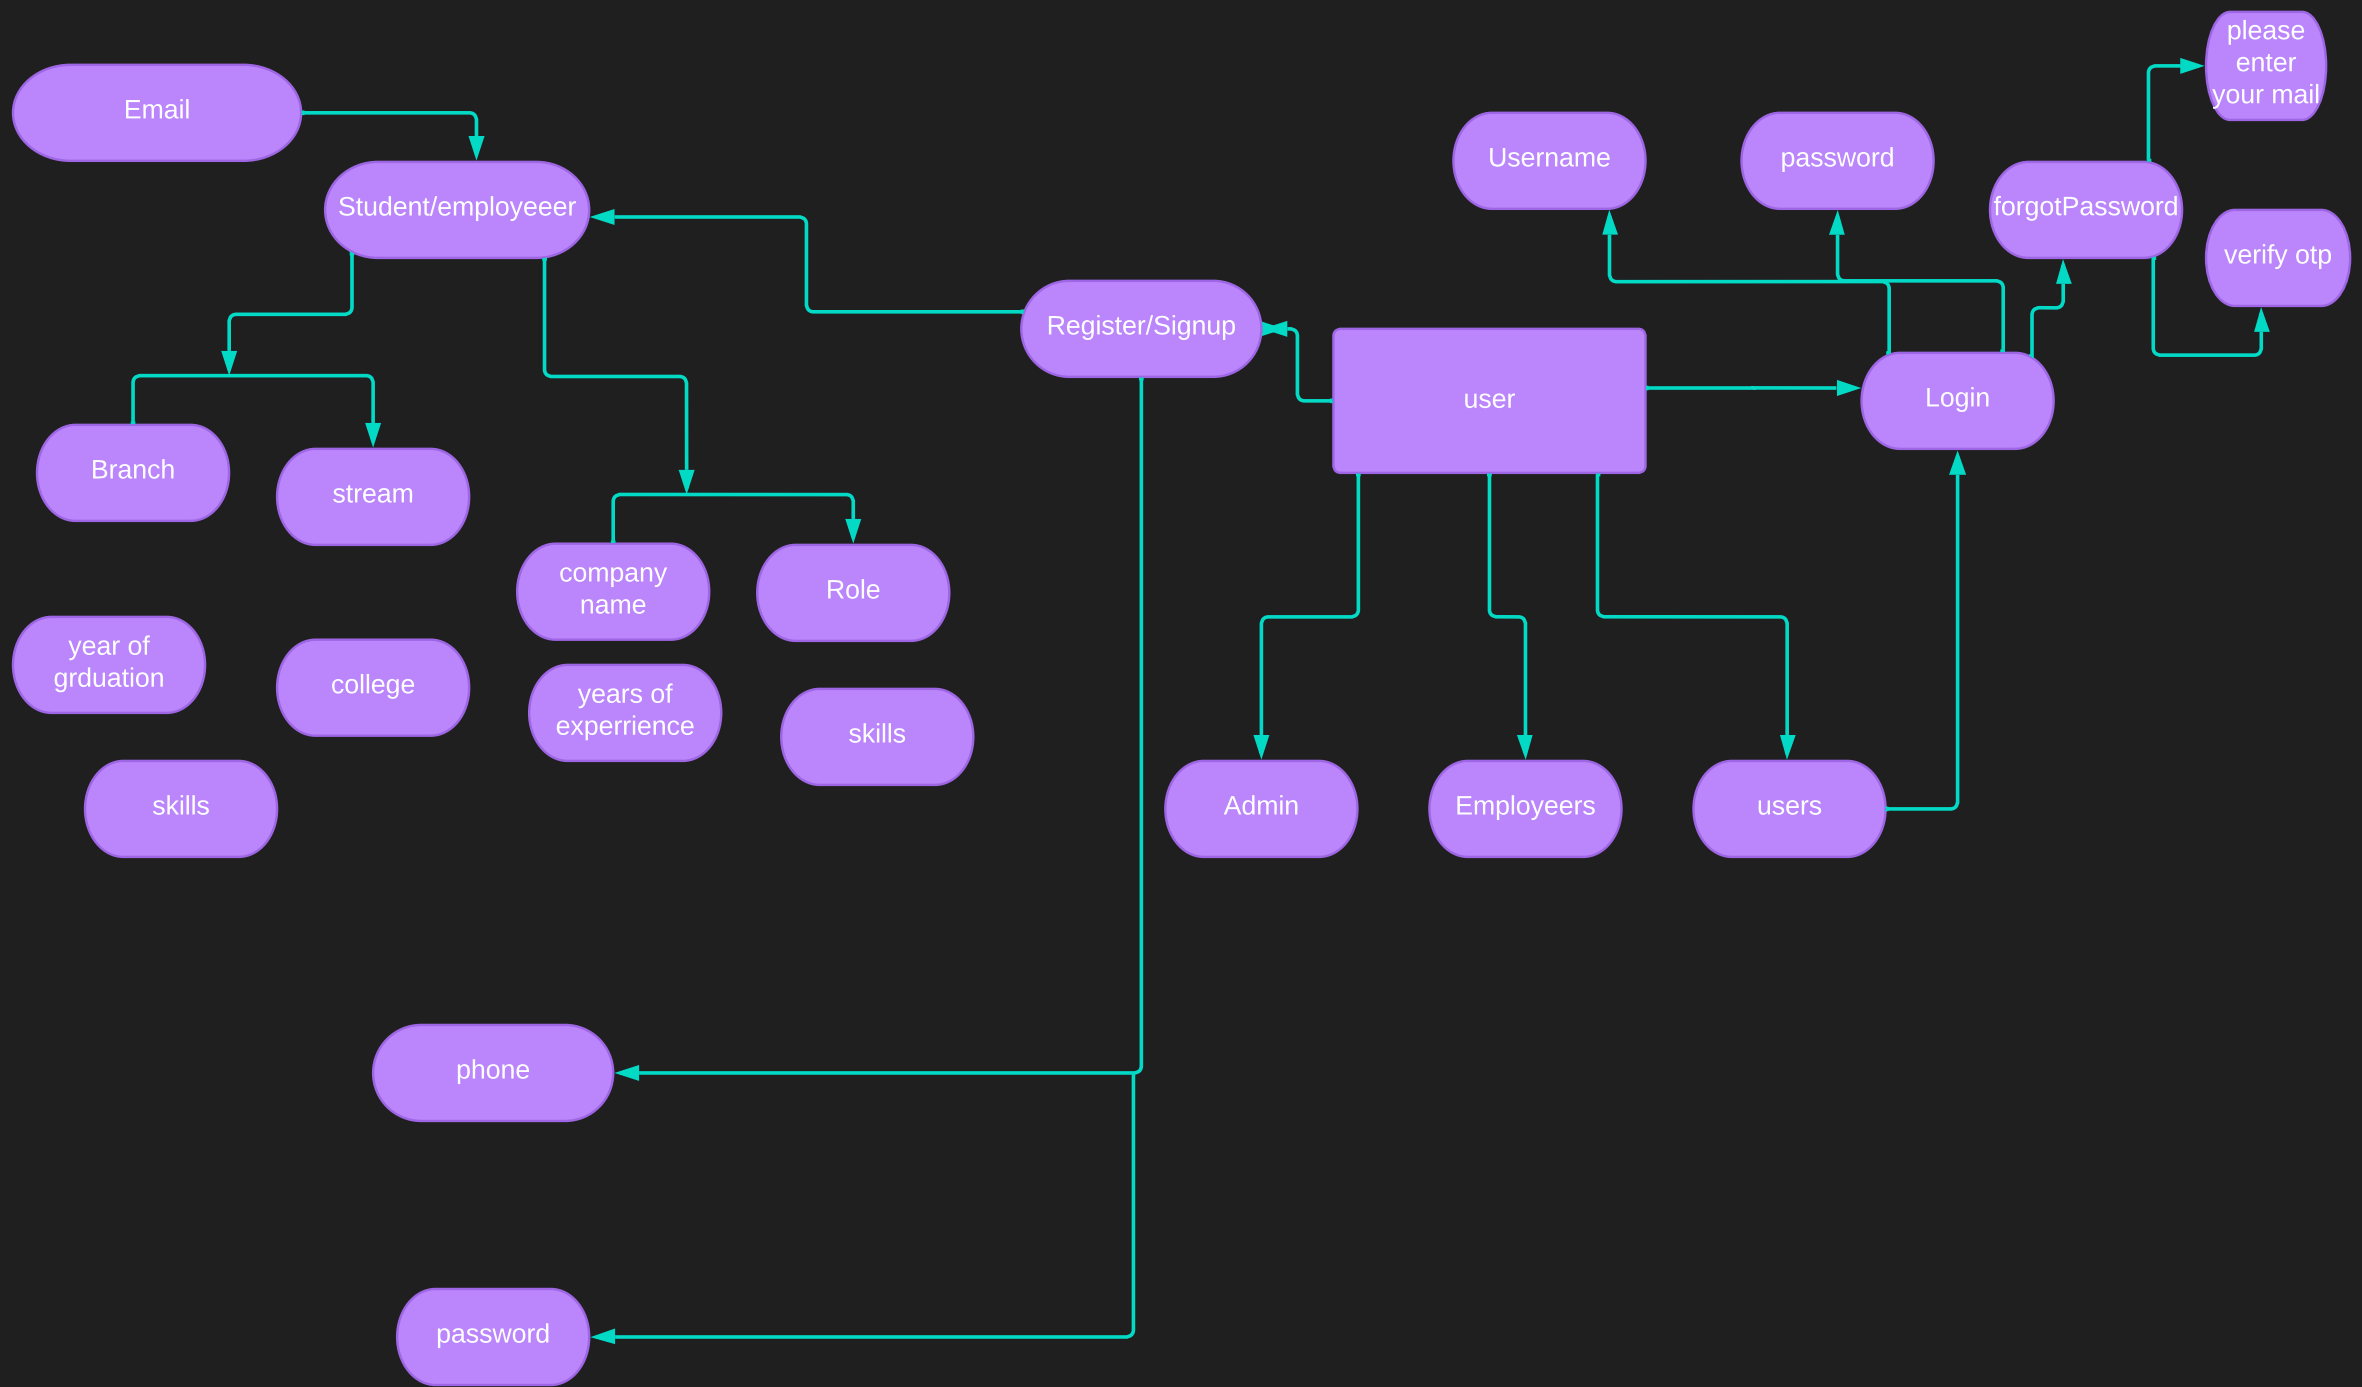 please
enter
your mail
Email
Username
password
Student/employeeer
forgotPassword
verify otp
Register/Signup
user
Login
Branch
stream
company
name
Role
year of
grduation
college
years of
experrience
skills
skills
Admin
Employeers
users
phone
password